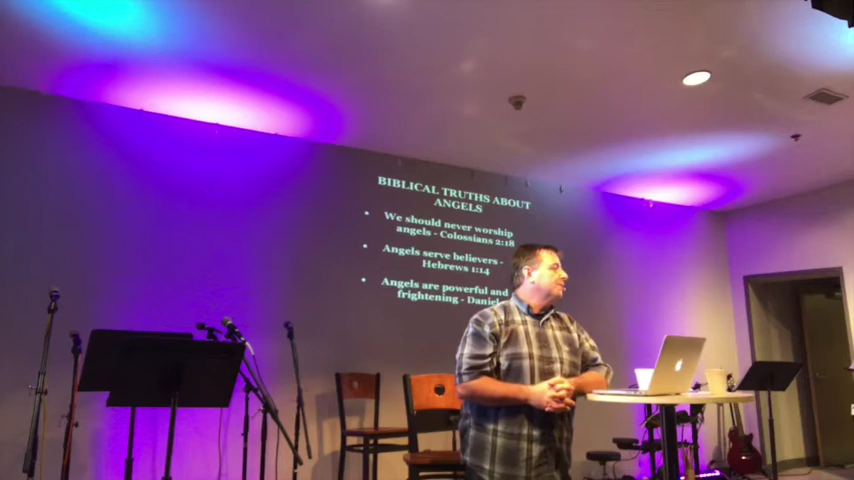 BIBLICAL TRUTHS ABOUT
ANGELS
• We should never worship
angels - Colossians 2:18
• Angels serve believers -
Hebrews 1:14
• Angels are powerful and
frightening - Daniel